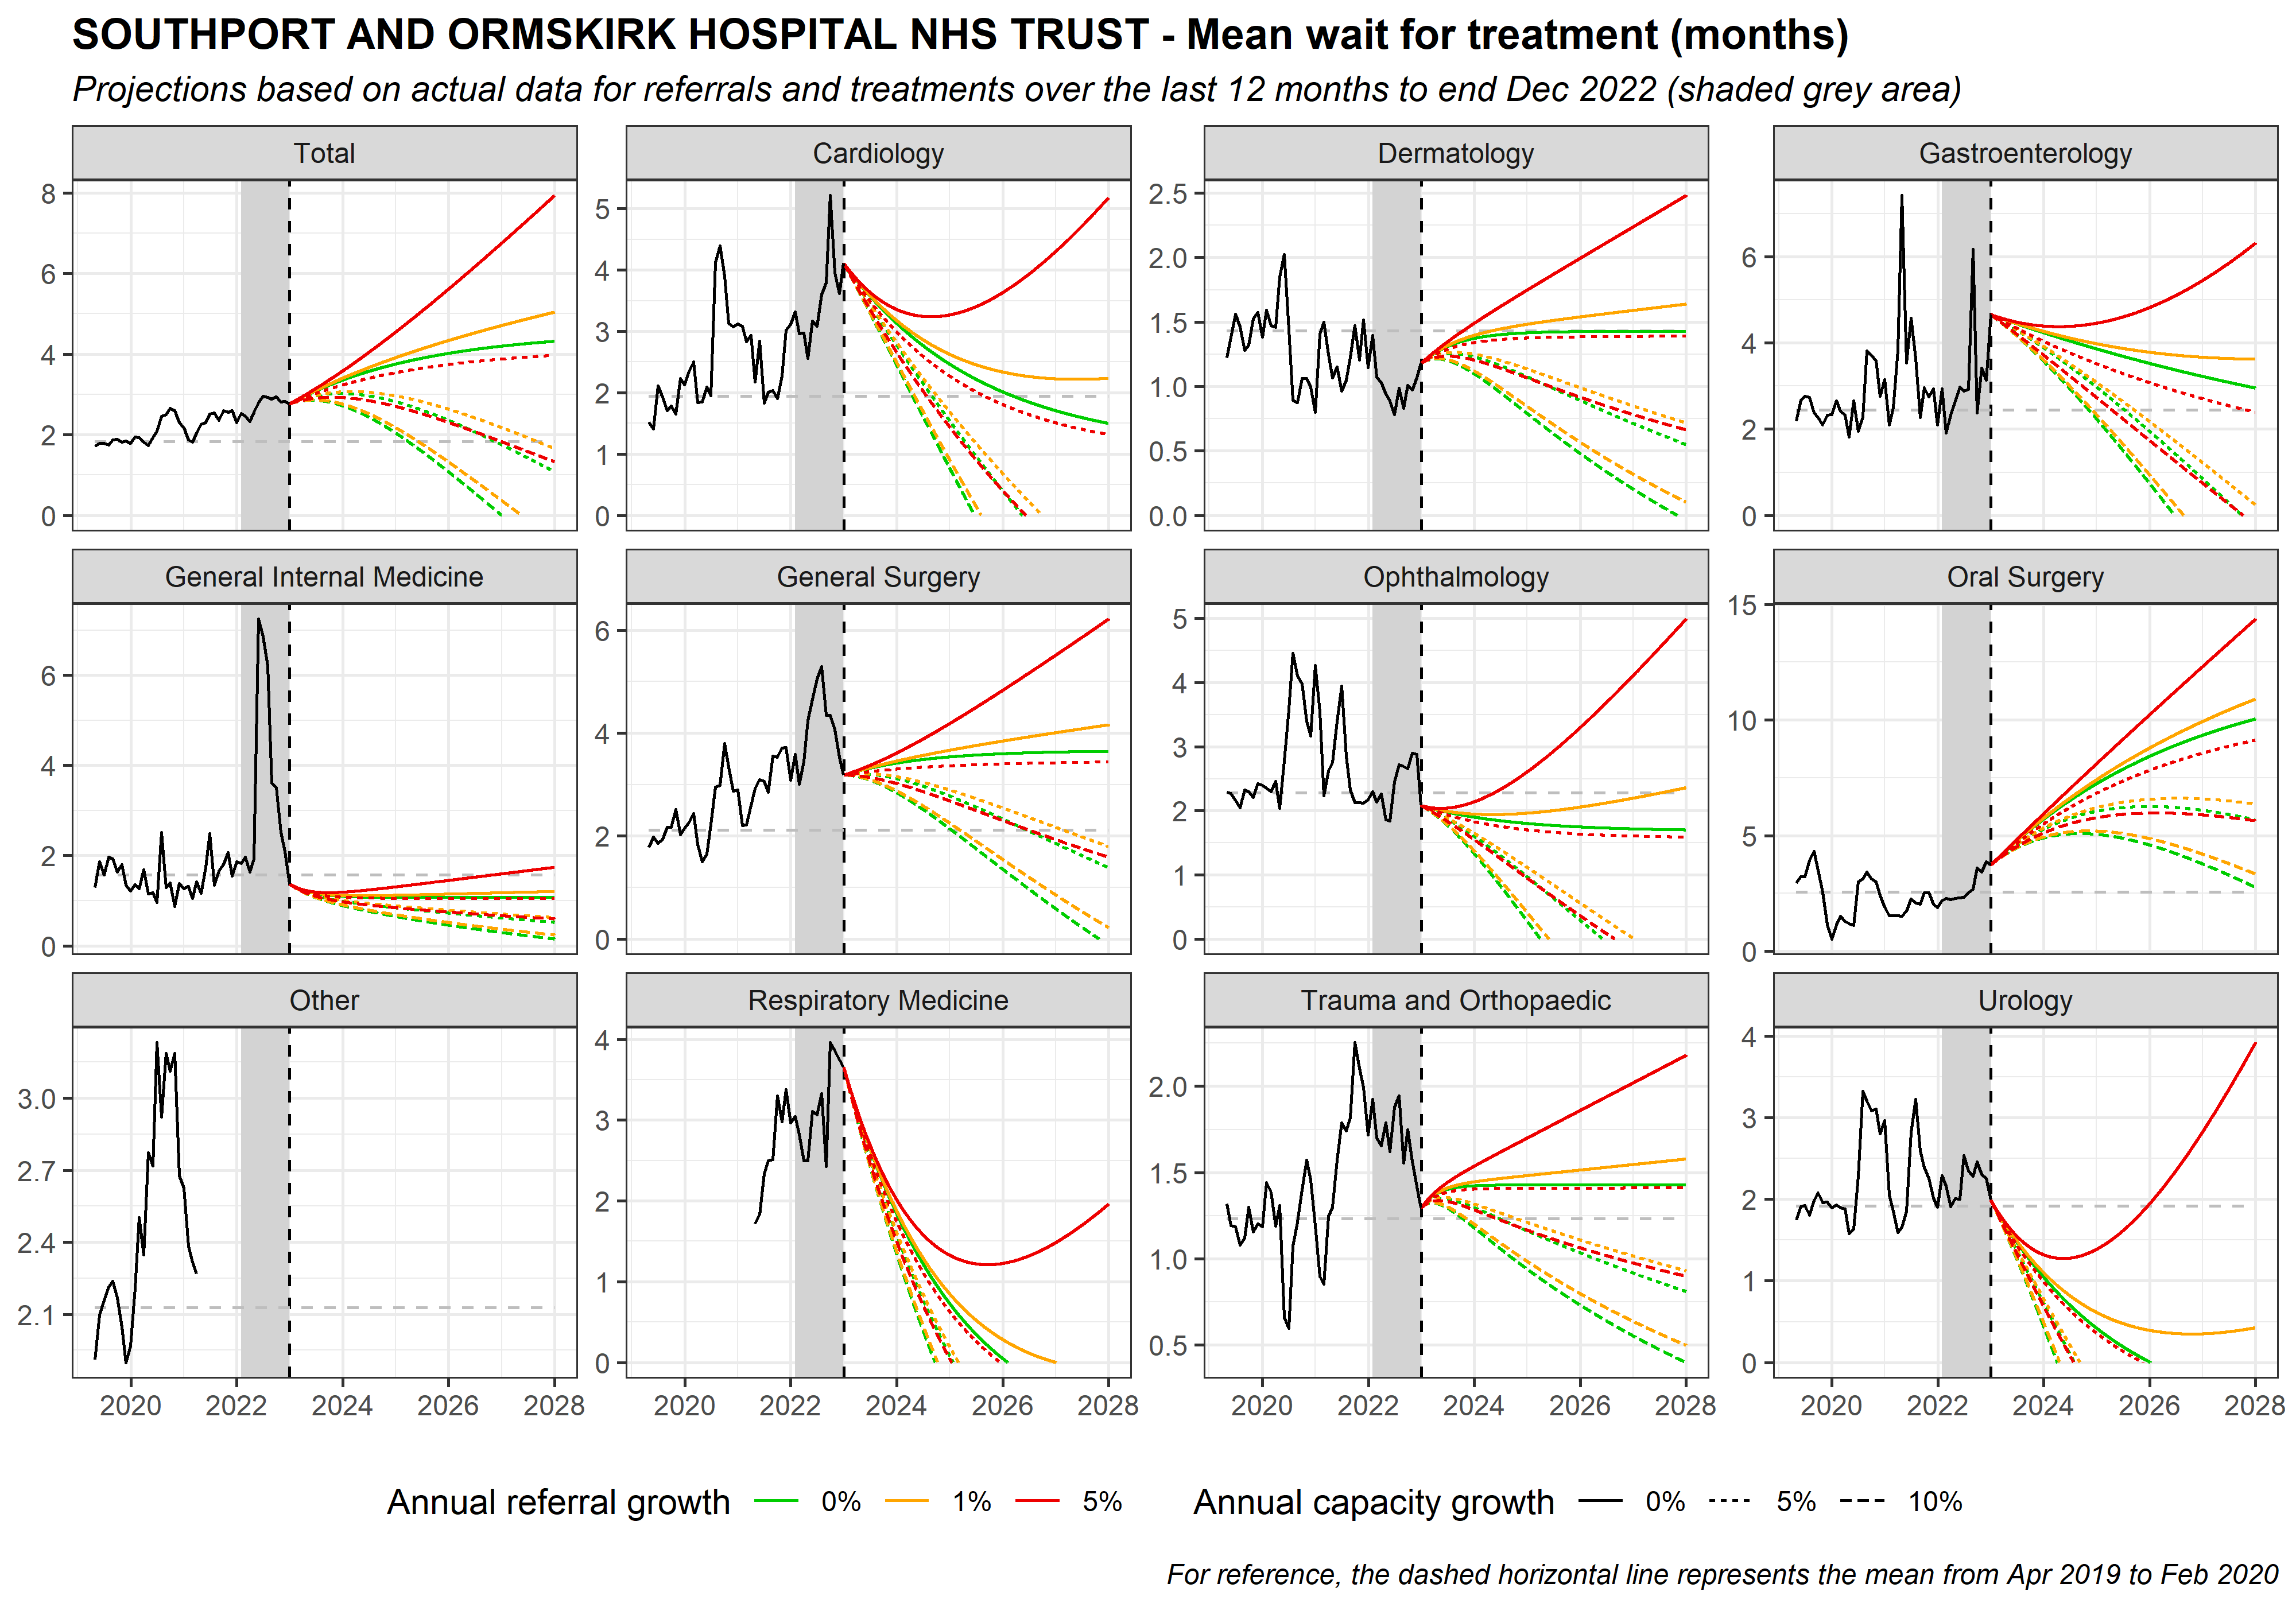 SOUTHPORT AND ORMSKIRK HOSPITAL NHS TRUST - Mean wait for treatment (months)
Projections based on actual data for referrals and treatments over the last 12 months to end Dec 2022 (shaded grey area)
Total
Cardiology
Dermatology
Gastroenterology
8
6
4
2
0
5
4
3
2
1
0
2.5
2.0
1.5
1.0
0.5
0.0
6
4
2
0
General Internal Medicine
General Surgery
Ophthalmology
Oral Surgery
6
4
2
0
6
4
2
0
5
4
3
2
1
0
15
10
5
0
Other
Respiratory Medicine
Trauma and Orthopaedic
Urology
3.0
2.7
2.4
2.1
4
3
2
1
0
2.0
1.5
1.0
0.5
4
3
2
1
0
2020 2022 2024 2026 2028
2020 2022 2024 2026 2028
2020 2022 2024 2026 2028
2020 2022 2024 2026 2028
Annual referral growth 0% 1% 5%
Annual capacity growth 0% 5% 10%
For reference, the dashed horizontal line represents the mean from Apr 2019 to Feb 2020